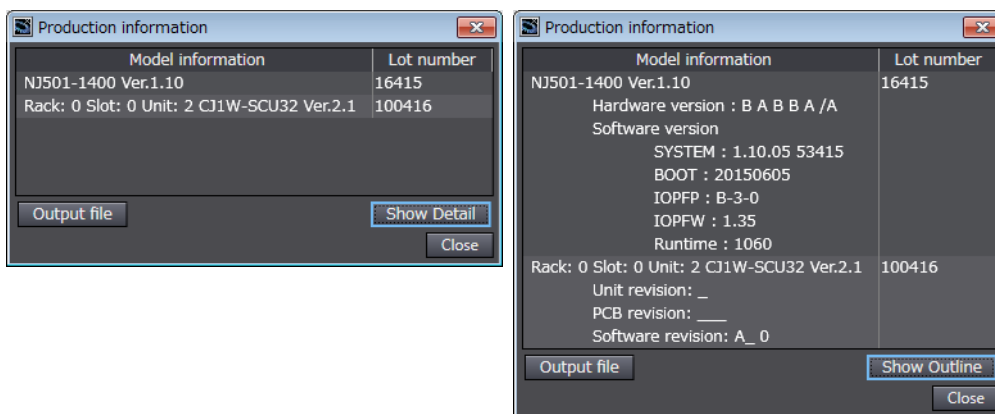 Production information
Model information Lot number
NJ501-1400 Ver.1.10 16415
Rack: 0 Slot: 0 Unit: 2 CJ1W-SCU32 Ver.2.1 100416
Output file Show Detail
Close
Production information
Model information Lot number
NJ501-1400 Ver.1.10 16415
Hardware version : B A B B A /A
Software version
SYSTEM : 1.10.05 53415
BOOT : 20150605
IOPFP : B-3-0
IOPFW : 1.35
Runtime : 1060
Rack: 0 Slot: 0 Unit: 2 CJ1W-SCU32 Ver.2.1 100416
Unit revision: _
PCB revision: ___
Software revision: A_ 0
Output file Show Outline
Close